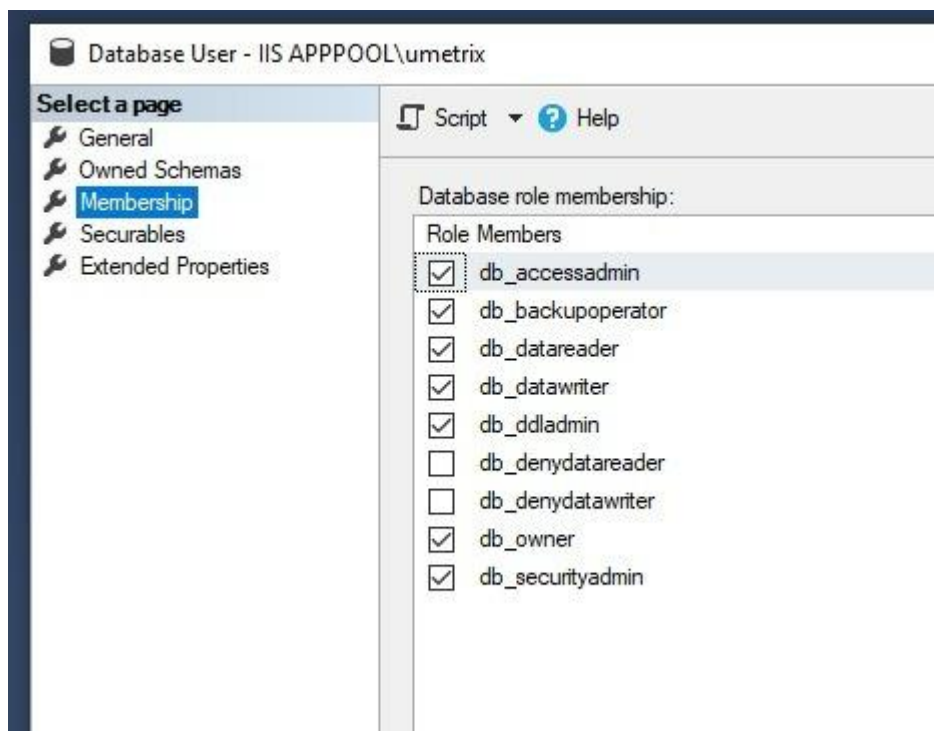 Database User - IIS APPPOOL\umetrix
Select a page
General
Owned Schemas
Membership
Securables
Extended Properties
Script
Help
Database role membership:
Role Members
db_accessadmin
db_backupoperator
db_datareader
db_datawriter
db_ddladmin
db_denydatareader
db_denydatawriter
db_owner
db_securityadmin